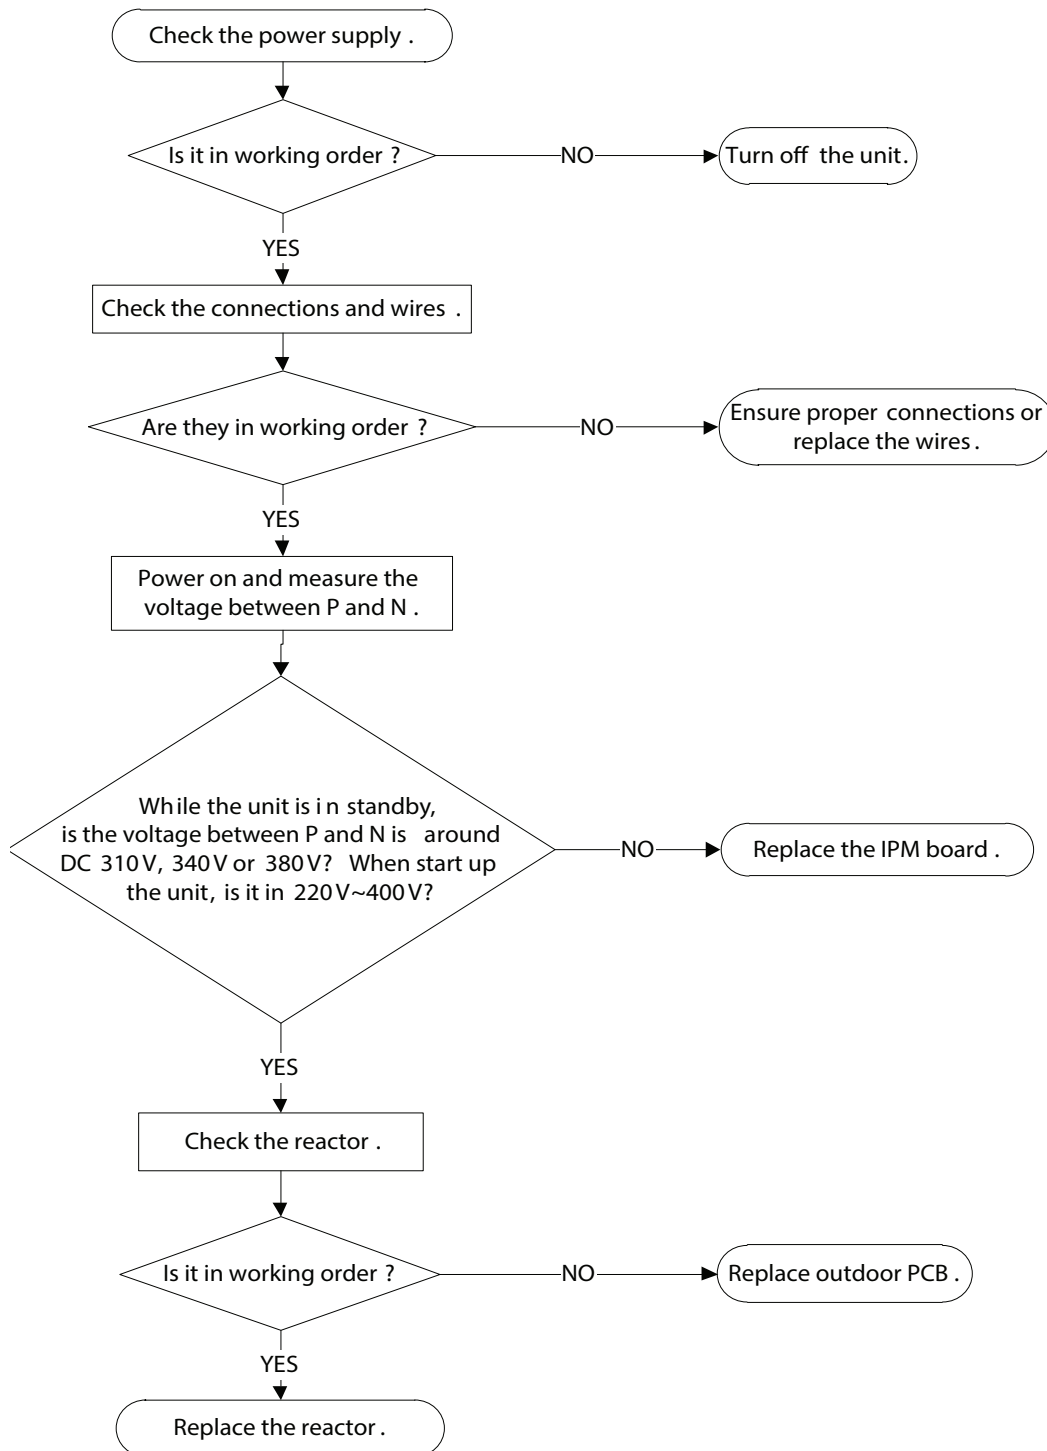 Check the power supply .
Is it in working order ?
NO
Turn off the unit.
YES
Check the connections and wires .
Are they in working order ?
NO
Ensure proper connections or
replace the wires .
YES
Power on and measure the
voltage between P and N .
While the unit is in standby,
is the voltage between P and N is around
DC 310V, 340V or 380V? When start up
the unit, is it in 220V~400V?
NO
Replace the IPM board .
YES
Check the reactor .
Is it in working order ?
NO
Replace outdoor PCB .
YES
Replace the reactor .